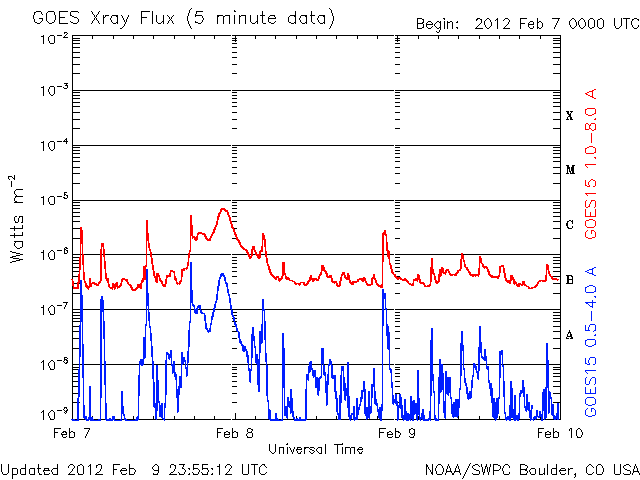 GOES Xray Flux (5 minute data)
Begin: 2012 Feb 7 0000 UTC
10-2
10-3
10-4
10-5
10-6
10-7
10-8
10-9
Watts m-2
X
M
C
B
A
GOES15 1.0-8.0 A
GOES15 0.5-4.0 A
Feb 7 Feb 8 Feb 9 Feb 10
Universal Time
Updated 2012 Feb 9 23:55:12 UTC
NOAA/SWPC Boulder, CO USA